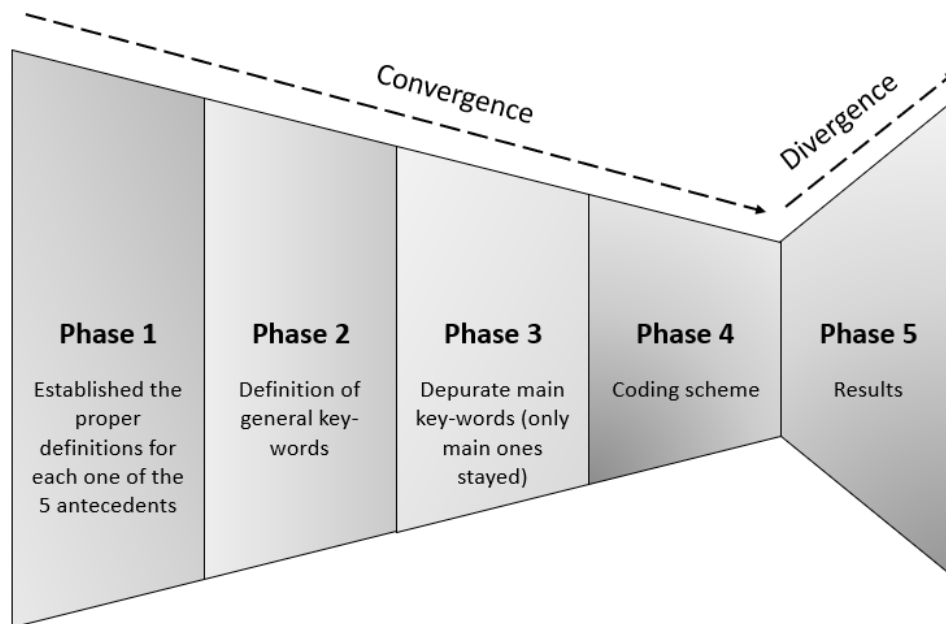 Convergence
Divergence
Phase 1
Established the
proper
definitions for
each one of the
5 antecedents
Phase 2
Definition of
general key-
words
Phase 3
Depurate main
key-words (only
main ones
stayed)
Phase 4
Coding scheme
Phase 5
Results